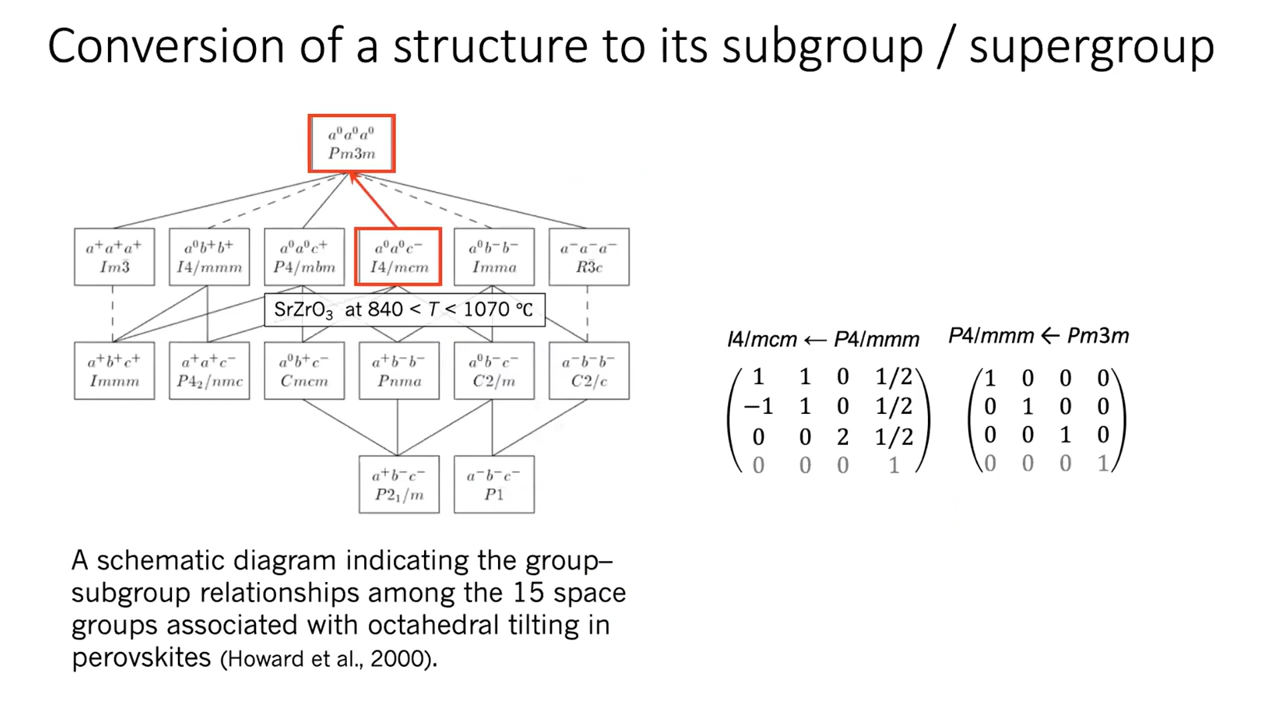 Conversion of a structure to its subgroup / supergroup
a⁰a⁰a⁰
Pm3m
a⁺a⁺a⁺
Im3̄
a⁰b⁺b⁺
I4/mmm
a⁰a⁰c⁺
P4/mbm
a⁰a⁰c⁻
I4/mcm
a⁰b⁻b⁻
Imma
a⁻a⁻a⁻
R3̄c
SrZrO₃ at 840 < T < 1070 ℃
a⁺b⁺c⁺
Immm
a⁺a⁺c⁻
P4₂/nmc
a⁰b⁺c⁻
Cmcm
a⁺b⁻b⁻
Pnma
a⁰b⁻c⁻
C2/m
a⁻b⁻b⁻
C2/c
a⁺b⁻c⁻
P2₁/m
a⁻b⁻c⁻
P1
A schematic diagram indicating the group–
subgroup relationships among the 15 space
groups associated with octahedral tilting in
perovskites (Howard et al., 2000).
I4/mcm ← P4/mmm
1 1 0 1/2
−1 1 0 1/2
0 0 2 1/2
0 0 0 1
P4/mmm ← Pm3m
1 0 0 0
0 1 0 0
0 0 1 0
0 0 0 1